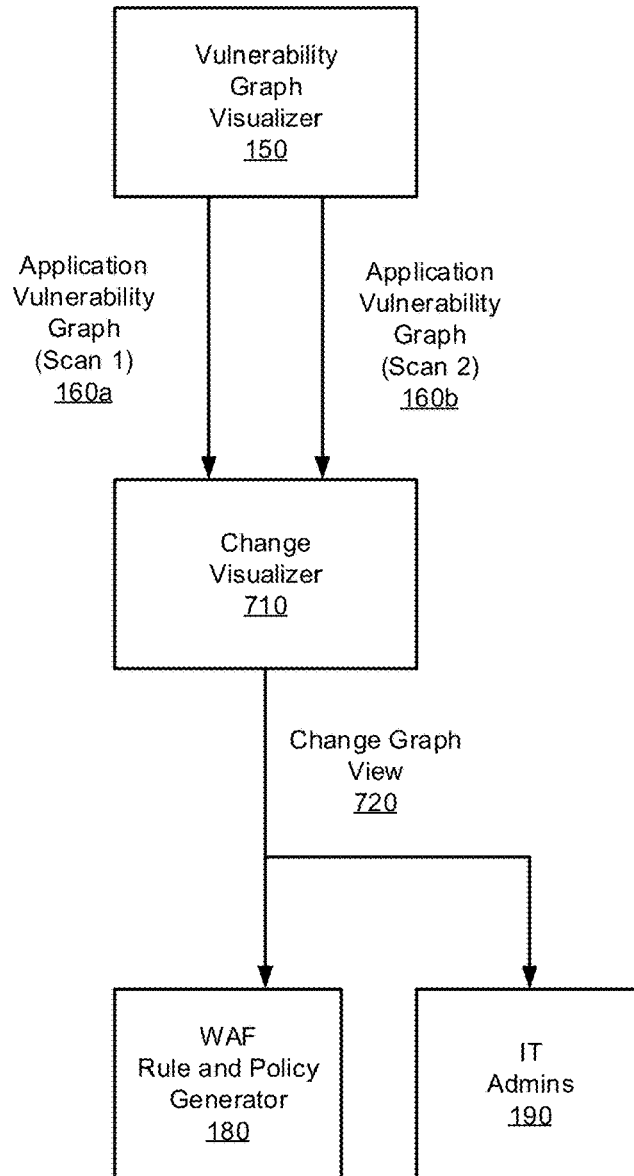 Vulnerability
Graph
Visualizer
150
Application
Vulnerability
Graph
(Scan 1)
160a
Application
Vulnerability
Graph
(Scan 2)
160b
Change
Visualizer
710
Change Graph
View
720
WAF
Rule and Policy
Generator
180
IT
Admins
190